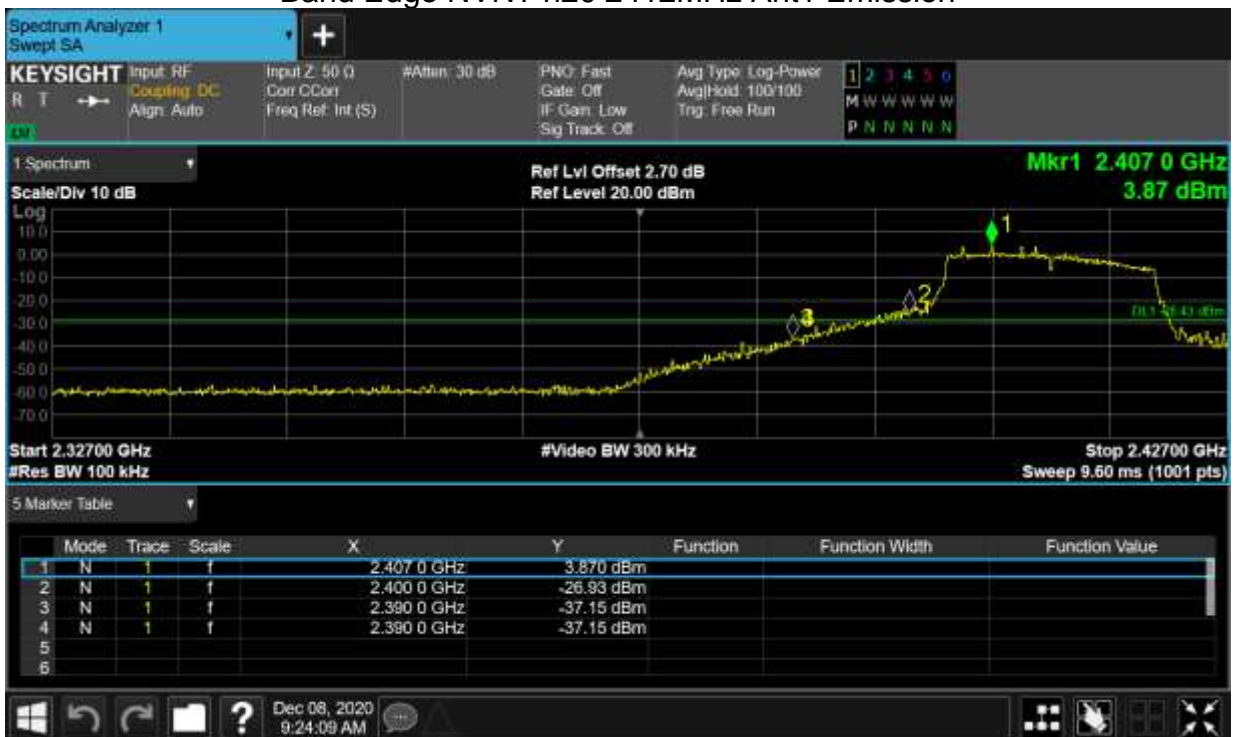 Band Edge NVNT n20 2412MHz Ant1 Emission
Spectrum Analyzer 1
Swept SA
+
KEYSIGHT Input: RF Input Z: 50 Ω #Atten: 30 dB PNO: Fast Avg Type: Log-Power 1 2 3 4 5 6
R T Coupling: DC Corr CCorr Gate: Off Avg|Hold: 100/100 M W W W W W
Align: Auto Freq Ref: Int (S) IF Gain: Low Trig: Free Run
Sig Track: Off P N N N N N
1 Spectrum Ref Lvl Offset 2.70 dB Mkr1 2.407 0 GHz
Scale/Div 10 dB Ref Level 20.00 dBm 3.87 dBm
Log
10.0
0.00
-10.0
-20.0
-30.0
-40.0
-50.0
-60.0
-70.0
1
2
Start 2.32700 GHz #Video BW 300 kHz Stop 2.42700 GHz
#Res BW 100 kHz Sweep 9.60 ms (1001 pts)
5 Marker Table
Mode Trace Scale X Y Function Function Width Function Value
1 N 1 f 2.407 0 GHz 3.870 dBm
2 N 1 f 2.400 0 GHz -26.93 dBm
3 N 1 f 2.390 0 GHz -37.15 dBm
4 N 1 f 2.390 0 GHz -37.15 dBm
5
6
? Dec 08, 2020
9:24:09 AM